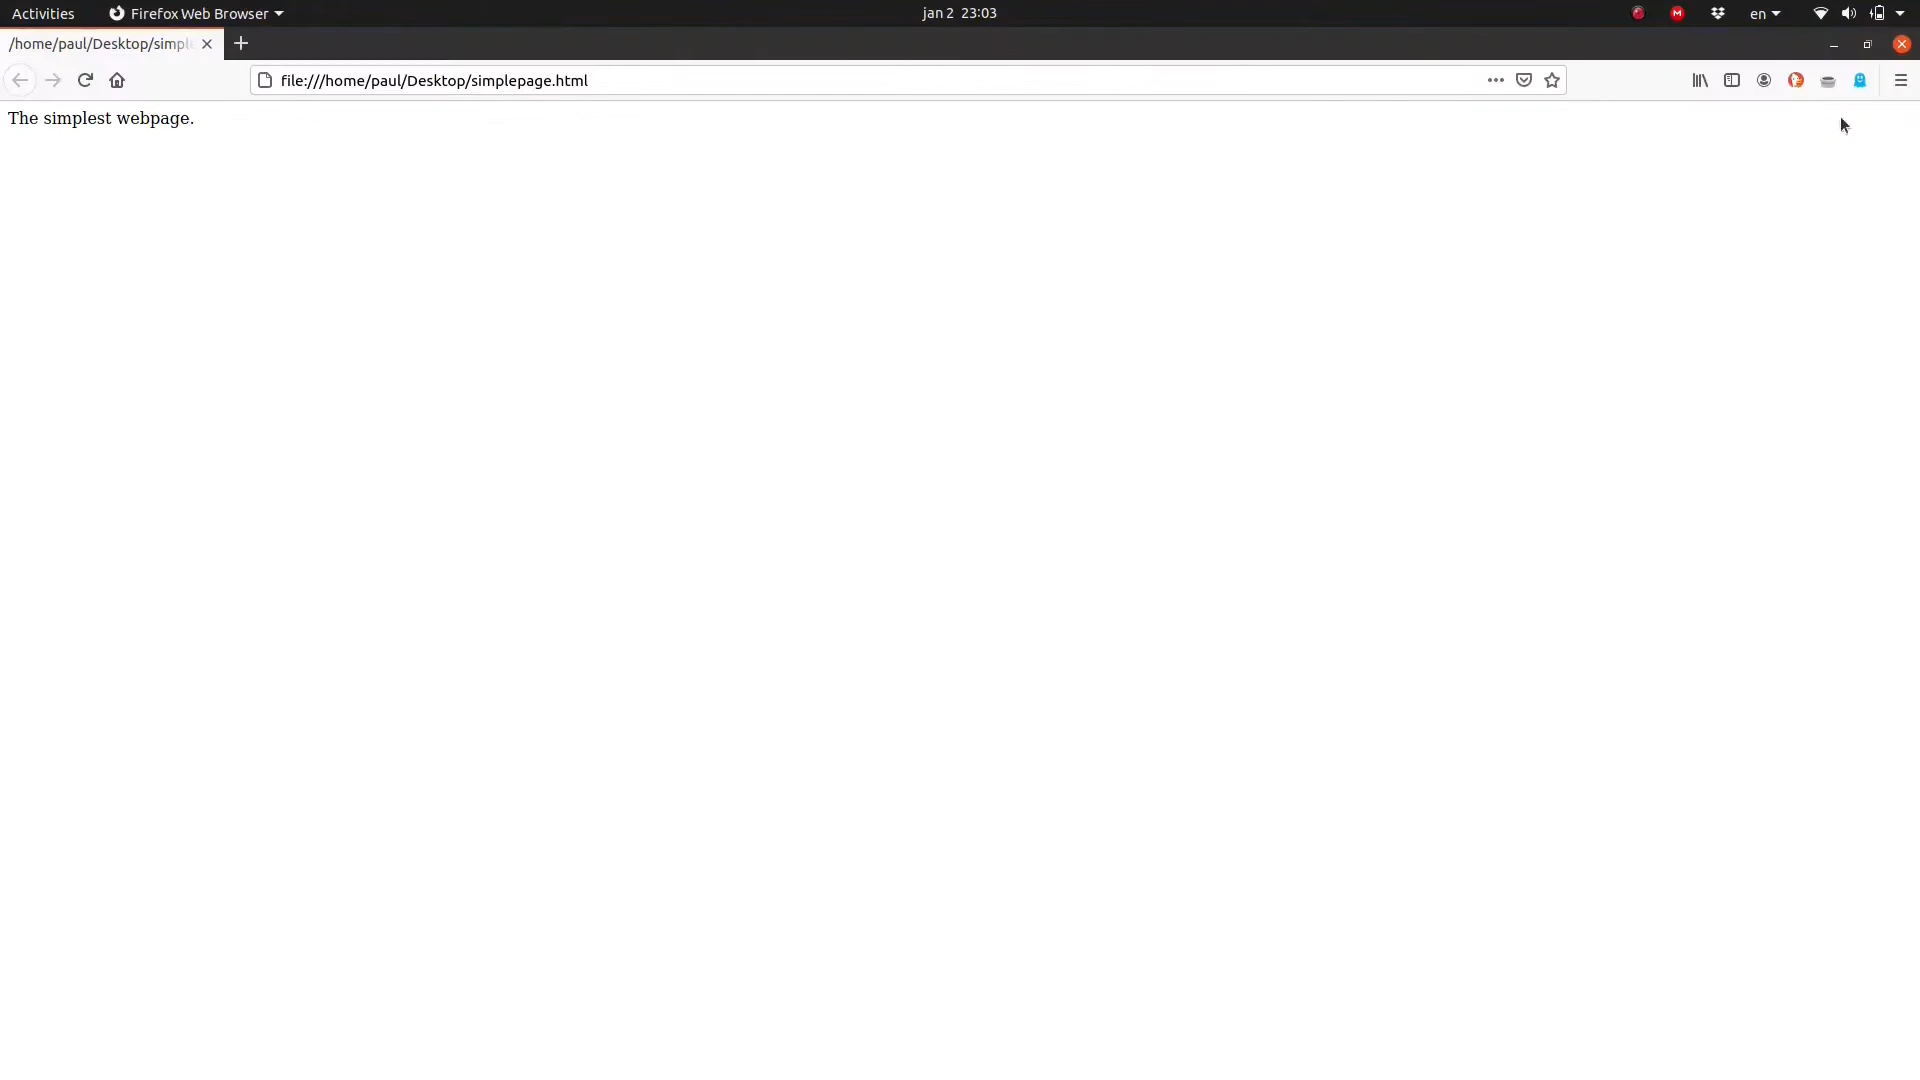 Activities
Firefox Web Browser
jan 2 23:03
M
en
/home/paul/Desktop/simple
file:///home/paul/Desktop/simplepage.html
The simplest webpage.